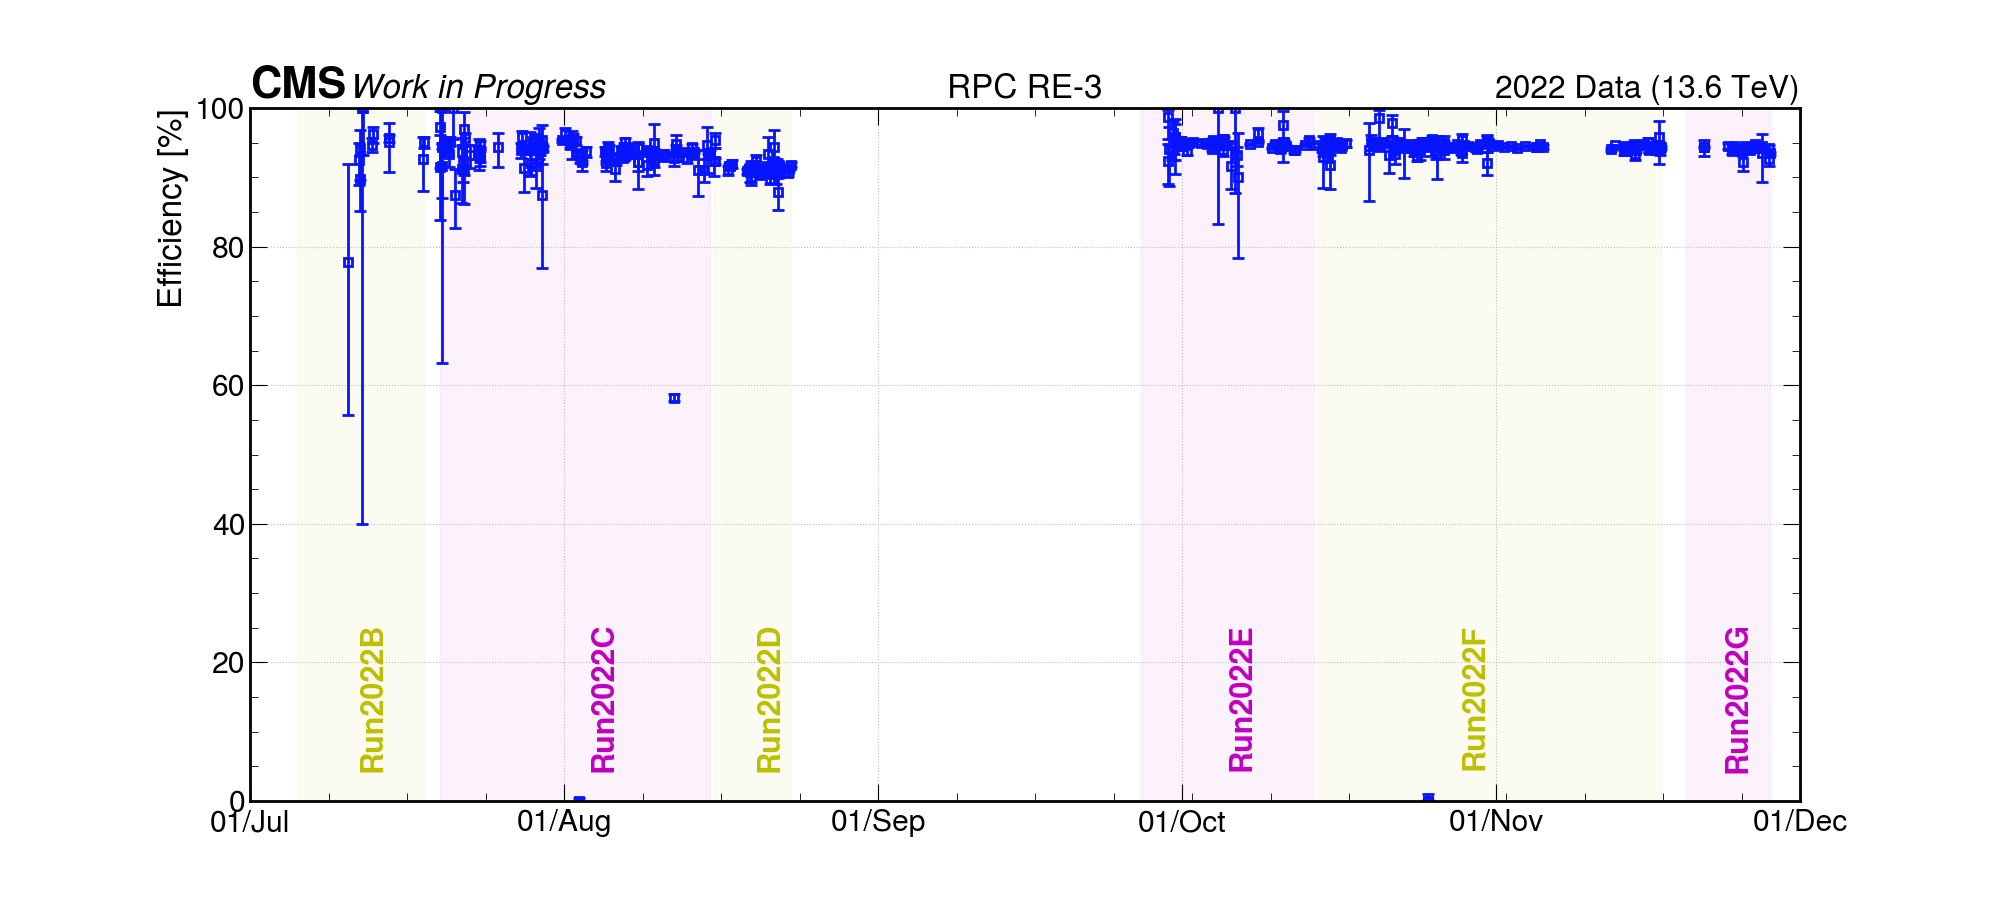 CMS Work in Progress RPC RE-3 2022 Data (13.6 TeV)
Efficiency [%]
100
80
60
40
20
0
Run2022B
Run2022C
Run2022D
Run2022E
Run2022F
Run2022G
01/Jul 01/Aug 01/Sep 01/Oct 01/Nov 01/Dec